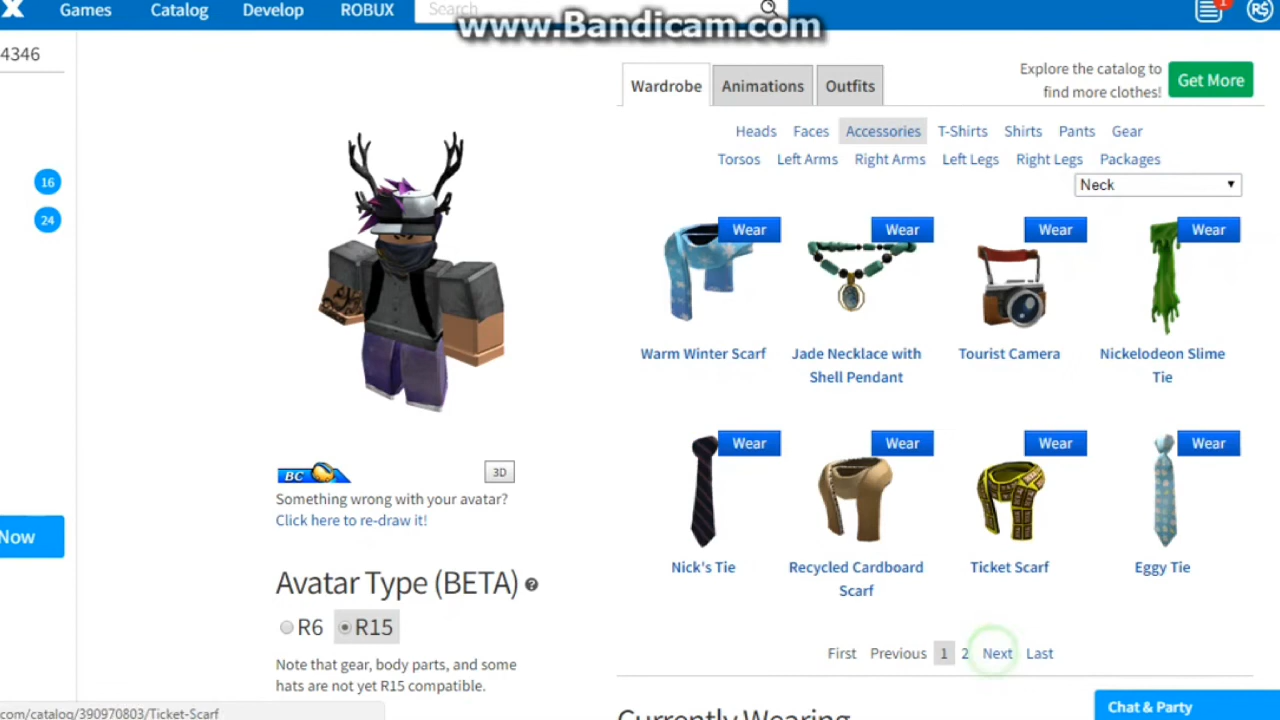 X Games Catalog Develop ROBUX Search 1 R$
www.Bandicam.com
4346
16
24
Now
Wardrobe Animations Outfits
Explore the catalog to
find more clothes!
Get More
Heads Faces Accessories T-Shirts Shirts Pants Gear
Torsos Left Arms Right Arms Left Legs Right Legs Packages
Neck
Wear Wear Wear Wear
Warm Winter Scarf
Jade Necklace with
Shell Pendant
Tourist Camera
Nickelodeon Slime
Tie
Wear Wear Wear Wear
Nick's Tie
Recycled Cardboard
Scarf
Ticket Scarf
Eggy Tie
First Previous 1 2 Next Last
BC
3D
Something wrong with your avatar?
Click here to re-draw it!
Avatar Type (BETA) ?
R6 R15
Note that gear, body parts, and some
hats are not yet R15 compatible.
Currently Wearing
Chat & Party
com/catalog/390970803/Ticket-Scarf